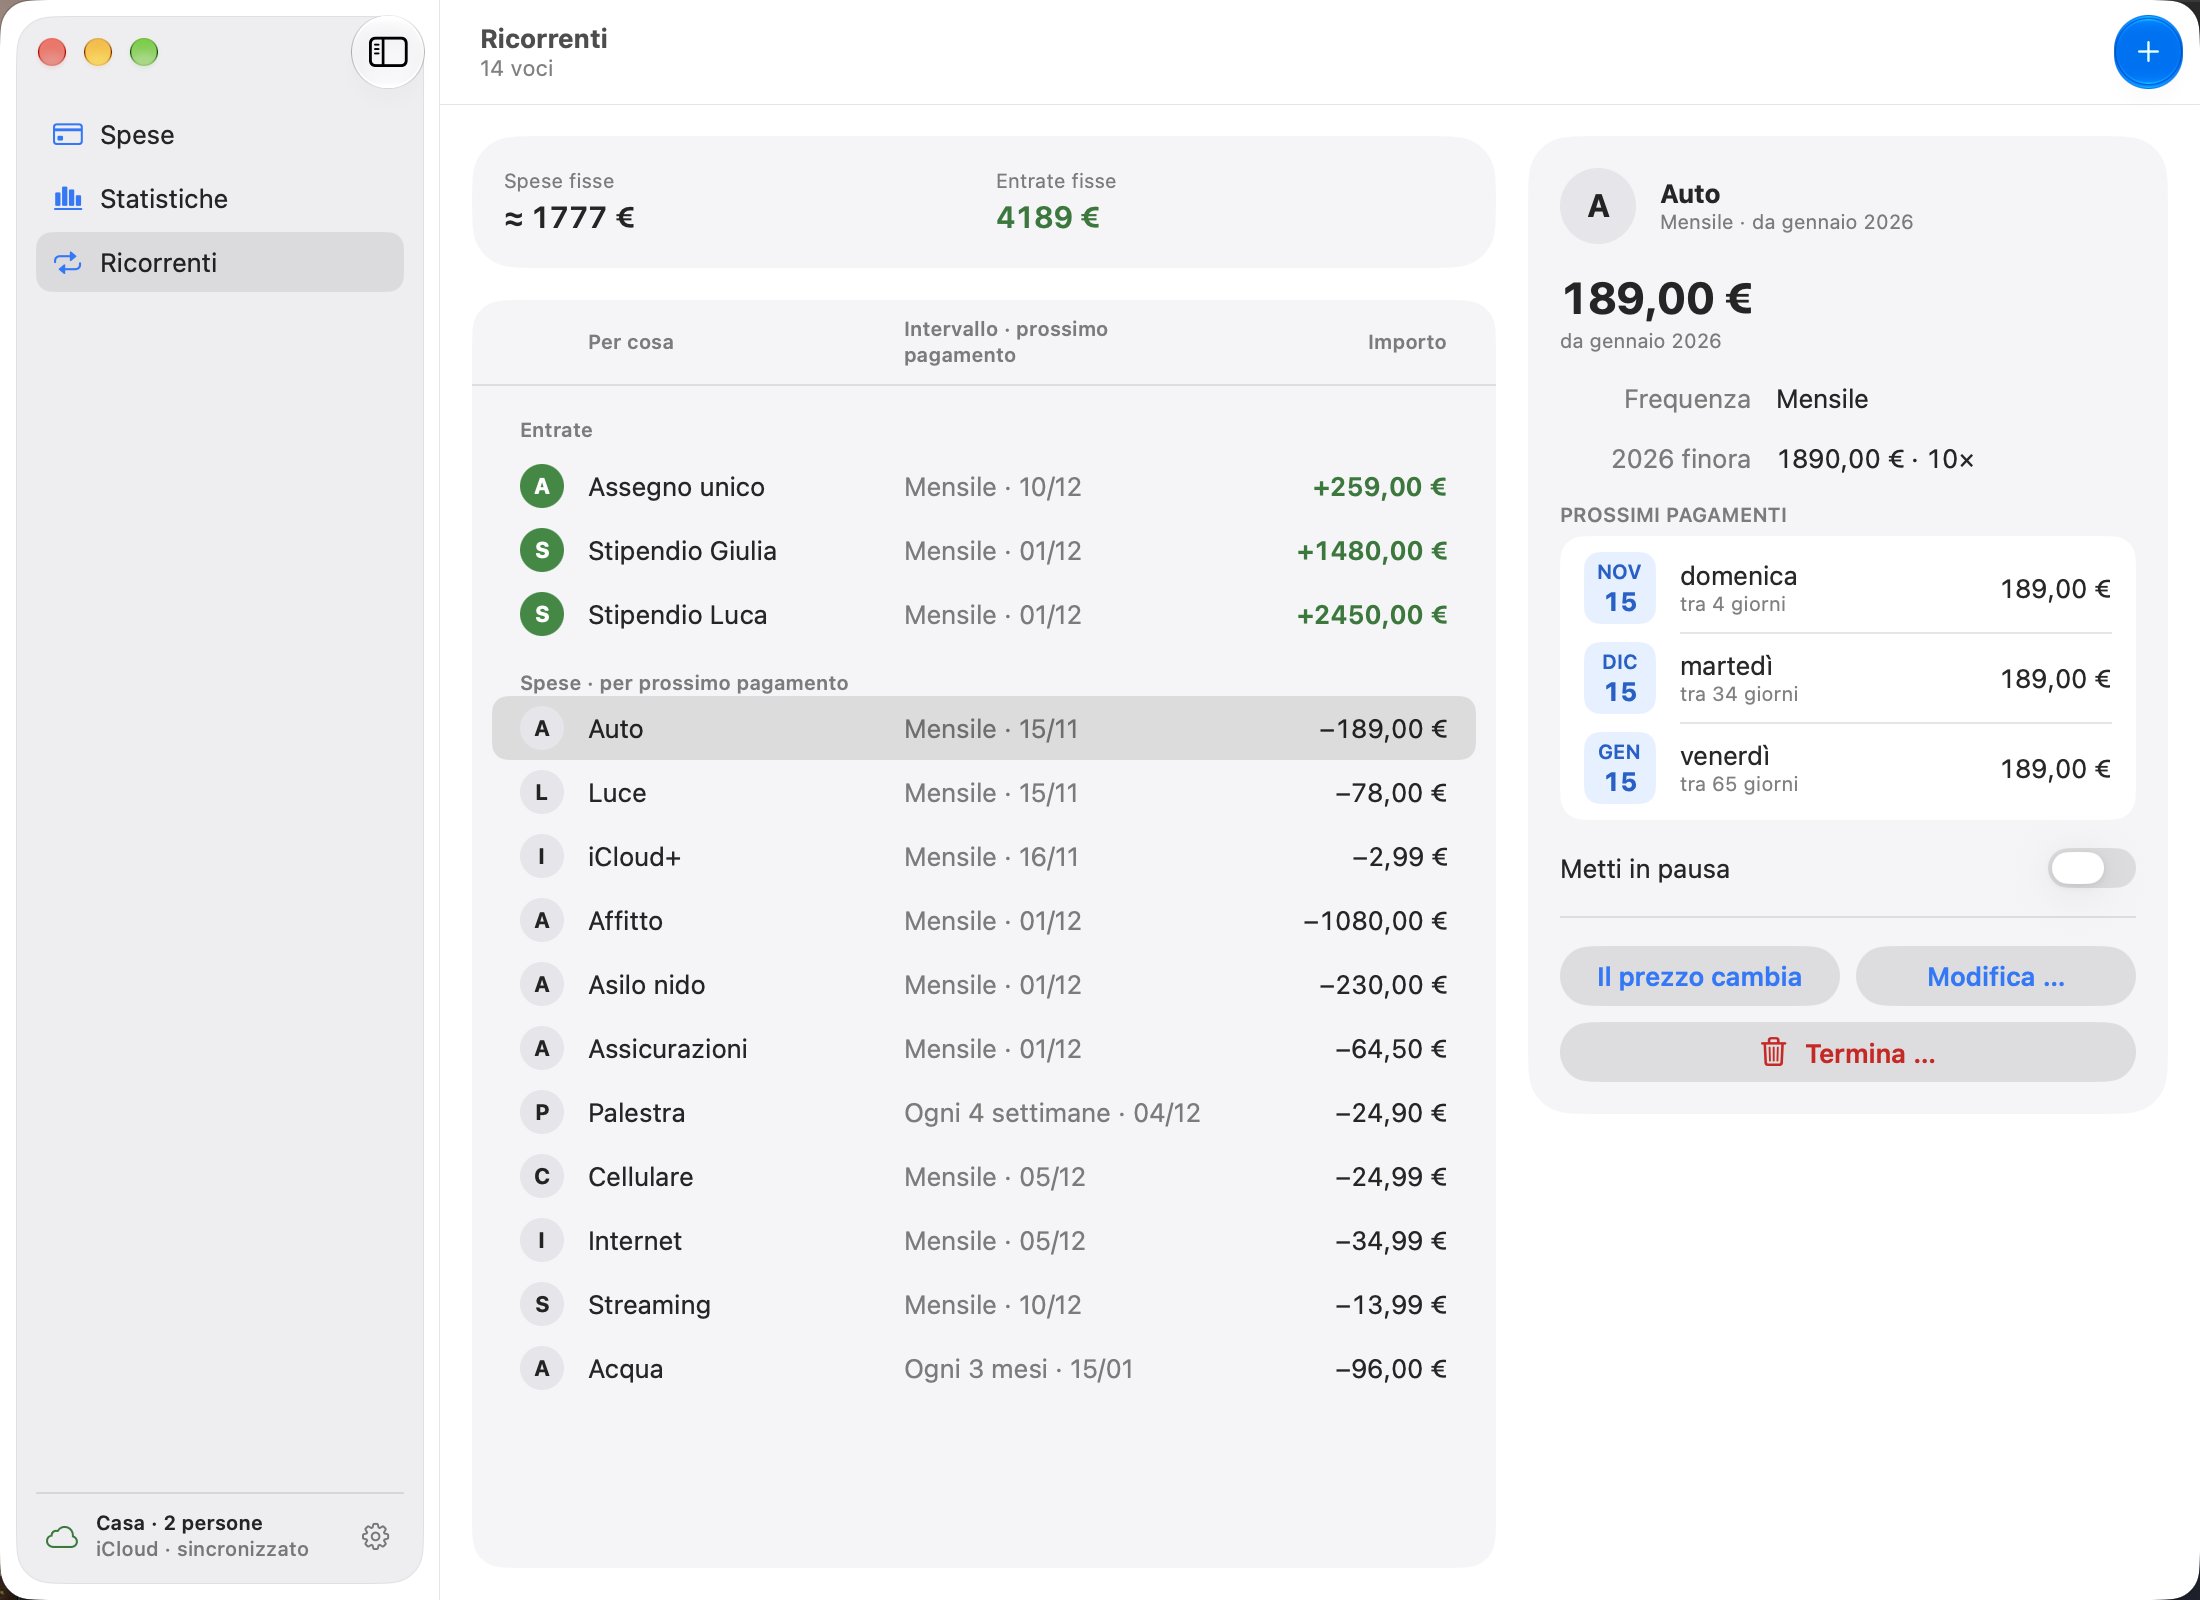 Spese
Statistiche
Ricorrenti
Casa · 2 persone
iCloud · sincronizzato
Ricorrenti
14 voci
Spese fisse
≈ 1777 €
Entrate fisse
4189 €
Per cosa
Intervallo · prossimo
pagamento
Importo
Entrate
A Assegno unico Mensile · 10/12 +259,00 €
S Stipendio Giulia Mensile · 01/12 +1480,00 €
S Stipendio Luca Mensile · 01/12 +2450,00 €
Spese · per prossimo pagamento
A Auto Mensile · 15/11 −189,00 €
L Luce Mensile · 15/11 −78,00 €
I iCloud+ Mensile · 16/11 −2,99 €
A Affitto Mensile · 01/12 −1080,00 €
A Asilo nido Mensile · 01/12 −230,00 €
A Assicurazioni Mensile · 01/12 −64,50 €
P Palestra Ogni 4 settimane · 04/12 −24,90 €
C Cellulare Mensile · 05/12 −24,99 €
I Internet Mensile · 05/12 −34,99 €
S Streaming Mensile · 10/12 −13,99 €
A Acqua Ogni 3 mesi · 15/01 −96,00 €
A
Auto
Mensile · da gennaio 2026
189,00 €
da gennaio 2026
Frequenza Mensile
2026 finora 1890,00 € · 10×
PROSSIMI PAGAMENTI
NOV
15
domenica
tra 4 giorni
189,00 €
DIC
15
martedì
tra 34 giorni
189,00 €
GEN
15
venerdì
tra 65 giorni
189,00 €
Metti in pausa
Il prezzo cambia
Modifica ...
Termina ...